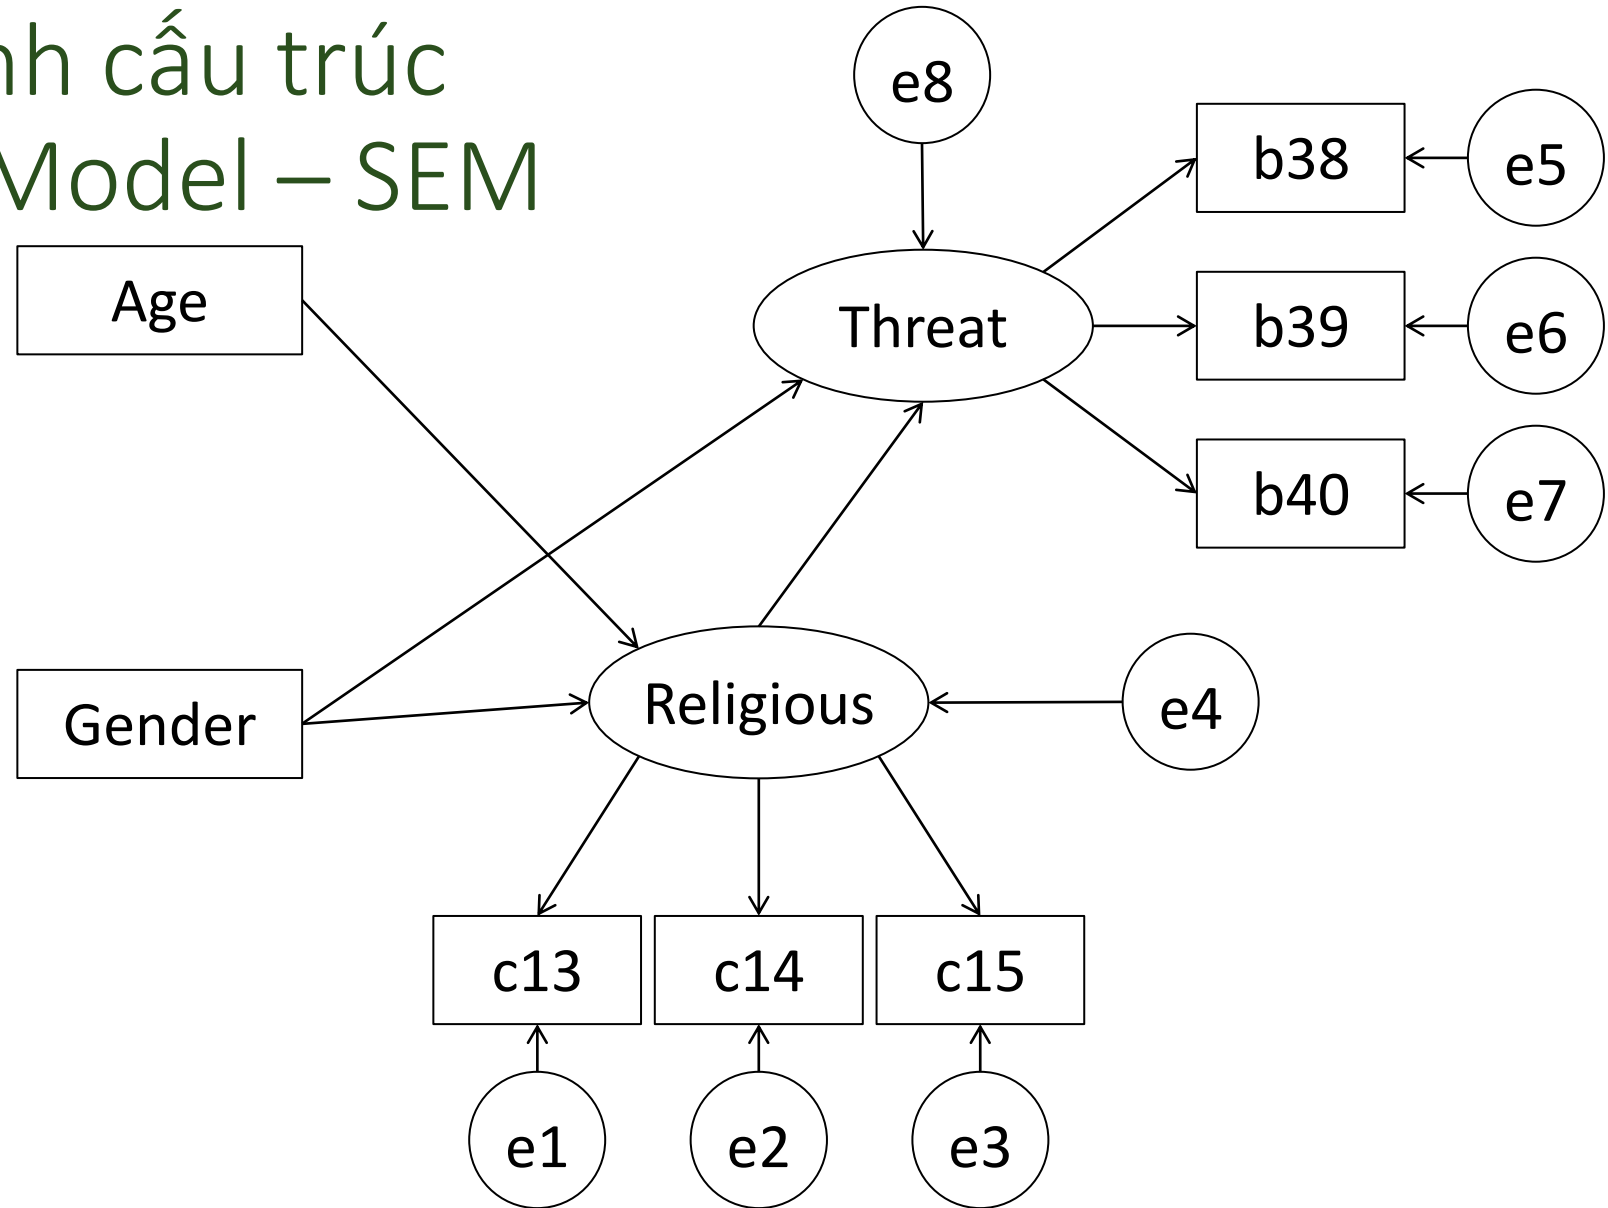 cấu trúc
Model – SEM
e8
b38
e5
Age
Threat
b39
e6
b40
e7
Gender
Religious
e4
c13
c14
c15
e1
e2
e3